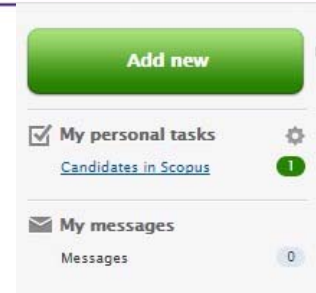 Add new
My personal tasks
Candidates in Scopus 1
My messages
Messages 0